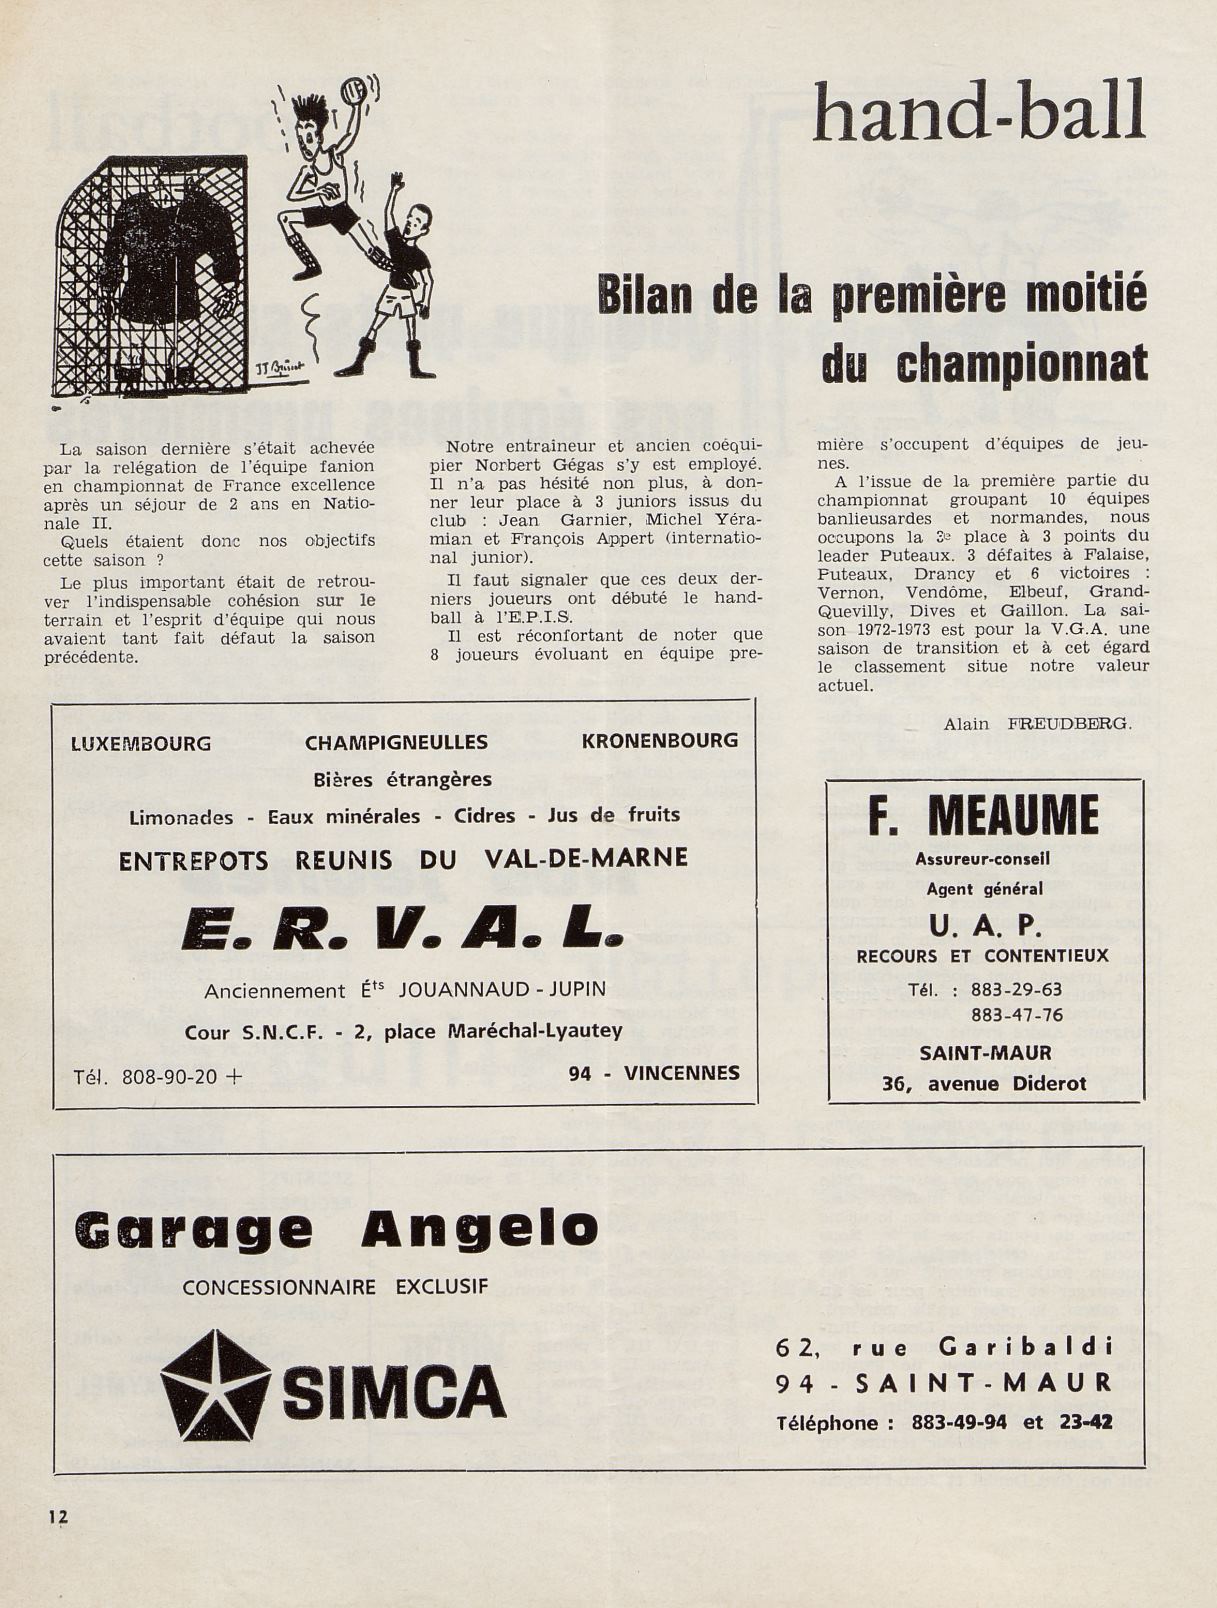 hand-ball
Bilan de la première moitié
du championnat
La saison dernière s'était achevée
par la relégation de l'équipe fanion
en championnat de France excellence
après un séjour de 2 ans en Natio-
nale II.
Quels étaient donc nos objectifs
cette saison ?
Le plus important était de retrou-
ver l'indispensable cohésion sur le
terrain et l'esprit d'équipe qui nous
avaient tant fait défaut la saison
précédente.
Notre entraîneur et ancien coéqui-
pier Norbert Gégas s'y est employé.
Il n'a pas hésité non plus, à don-
ner leur place à 3 juniors issus du
club : Jean Garnier, Michel Yéra-
mian et François Appert (internatio-
nal junior).
Il faut signaler que ces deux der-
niers joueurs ont débuté le hand-
ball à l'E.P.I.S.
Il est réconfortant de noter que
8 joueurs évoluant en équipe pre-
mière s'occupent d'équipes de jeu-
nes.
A l'issue de la première partie du
championnat groupant 10 équipes
banlieusardes et normandes, nous
occupons la 3e place à 3 points du
leader Puteaux. 3 défaites à Falaise,
Puteaux, Drancy et 6 victoires :
Vernon, Vendôme, Elbeuf, Grand-
Quevilly, Dives et Gaillon. La sai-
son 1972-1973 est pour la V.G.A. une
saison de transition et à cet égard
le classement situe notre valeur
actuel.
Alain FREUDBERG.
LUXEMBOURG CHAMPIGNEULLES KRONENBOURG
Bières étrangères
Limonades - Eaux minérales - Cidres - Jus de fruits
ENTREPOTS REUNIS DU VAL-DE-MARNE
E. R. V. A. L.
Anciennement Éts JOUANNAUD - JUPIN
Cour S.N.C.F. - 2, place Maréchal-Lyautey
Tél. 808-90-20 + 94 - VINCENNES
F. MEAUME
Assureur-conseil
Agent général
U. A. P.
RECOURS ET CONTENTIEUX
Tél. : 883-29-63
883-47-76
SAINT-MAUR
36, avenue Diderot
Garage Angelo
CONCESSIONNAIRE EXCLUSIF
SIMCA
62, rue Garibaldi
94 - SAINT-MAUR
Téléphone : 883-49-94 et 23-42
12